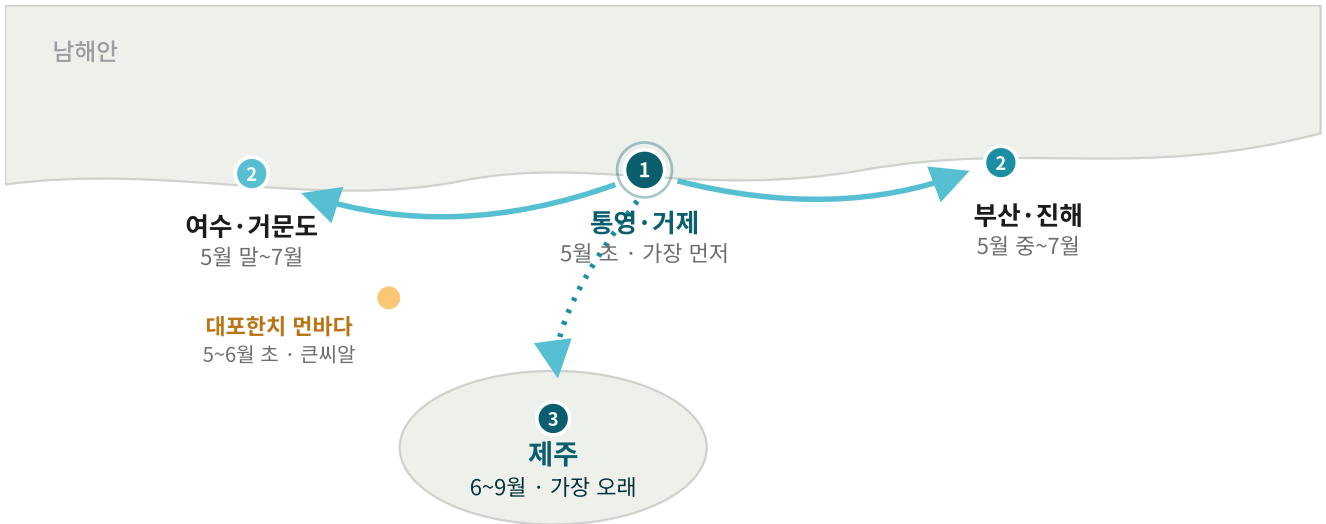 남해안
2
여수·거문도
5월 말~7월
1
통영·거제
5월 초 · 가장 먼저
2
부산·진해
5월 중~7월
대포한치 먼바다
5~6월 초 · 큰씨알
3
제주
6~9월 · 가장 오래